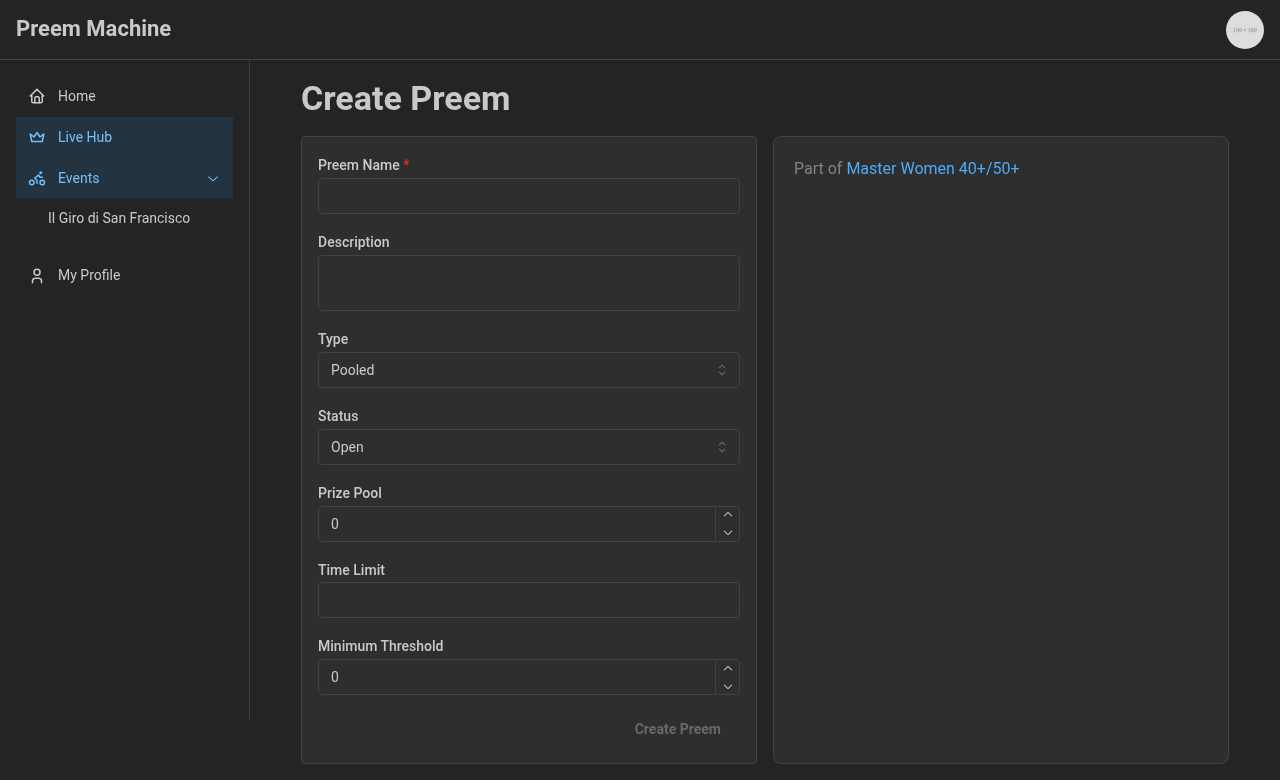 Preem Machine
100 × 100
Home
Live Hub
Events
Il Giro di San Francisco
My Profile
Create Preem
Preem Name *
Description
Type
Pooled
Status
Open
Prize Pool
0
Time Limit
Minimum Threshold
0
Create Preem
Part of Master Women 40+/50+